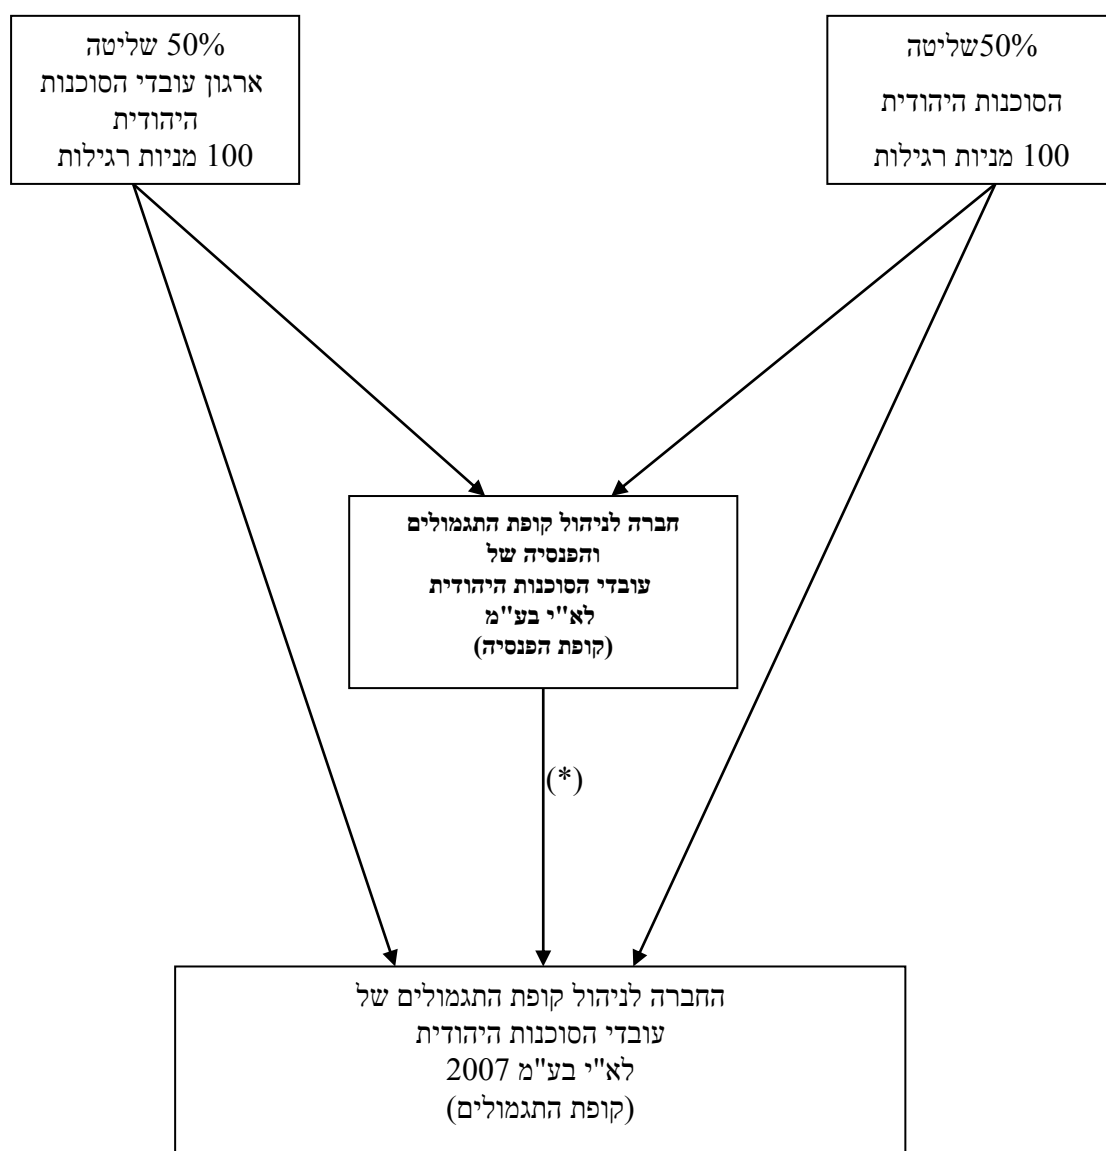 50%שליטה
הסוכנות היהודית
100 מניות רגילות
50% שליטה
ארגון עובדי הסוכנות
היהודית
100 מניות רגילות
חברה לניהול קופת התגמולים
והפנסיה של
עובדי הסוכנות היהודית
לא"י בע"מ
(קופת הפנסיה)
(*)
החברה לניהול קופת התגמולים של
עובדי הסוכנות היהודית
לא"י בע"מ 2007
(קופת התגמולים)